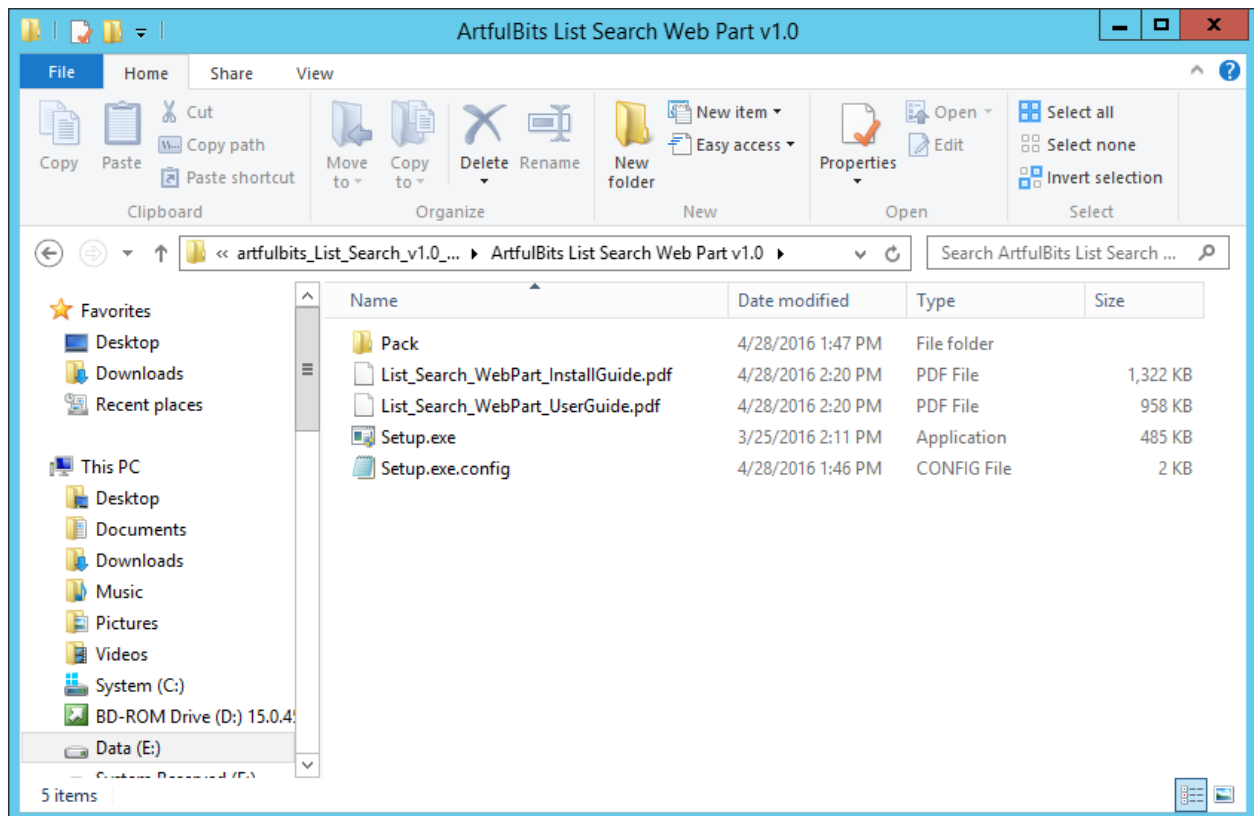 ArtfulBits List Search Web Part v1.0
File Home Share View
Copy
Paste
Cut
Copy path
Paste shortcut
Clipboard
Move to
Copy to
Delete
Rename
Organize
New folder
New item
Easy access
New
Properties
Open
Edit
Open
Select all
Select none
Invert selection
Select
« artfulbits_List_Search_v1.0_... ArtfulBits List Search Web Part v1.0
Search ArtfulBits List Search ...
Favorites
Desktop
Downloads
Recent places
This PC
Desktop
Documents
Downloads
Music
Pictures
Videos
System (C:)
BD-ROM Drive (D:) 15.0.4
Data (E:)
Name Date modified Type Size
Pack 4/28/2016 1:47 PM File folder
List_Search_WebPart_InstallGuide.pdf 4/28/2016 2:20 PM PDF File 1,322 KB
List_Search_WebPart_UserGuide.pdf 4/28/2016 2:20 PM PDF File 958 KB
Setup.exe 3/25/2016 2:11 PM Application 485 KB
Setup.exe.config 4/28/2016 1:46 PM CONFIG File 2 KB
5 items